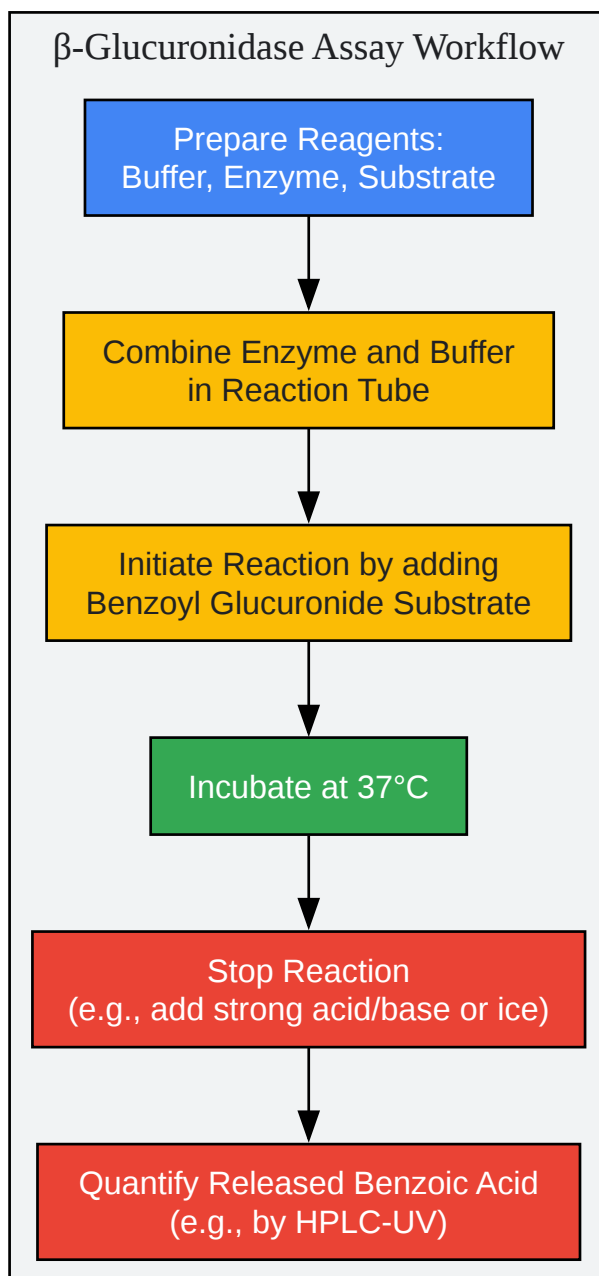 β-Glucuronidase Assay Workflow
Prepare Reagents:
Buffer, Enzyme, Substrate
Combine Enzyme and Buffer
in Reaction Tube
Initiate Reaction by adding
Benzoyl Glucuronide Substrate
Incubate at 37°C
Stop Reaction
(e.g., add strong acid/base or ice)
Quantify Released Benzoic Acid
(e.g., by HPLC-UV)